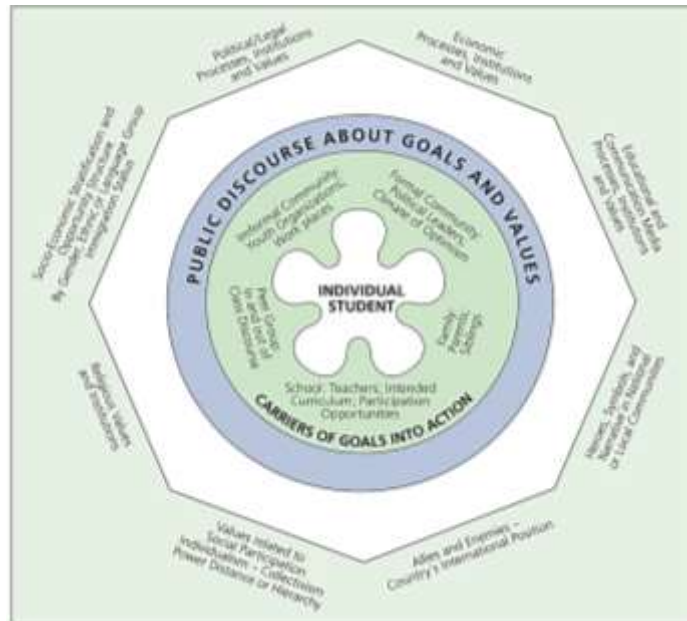 Political/Legal
Processes, Institutions
and Values
Economic
Processes, Institutions
and Values
Educational and
Communication Media
Processes, Institutions
and Values
Heroes, Symbols, and
Narrative in National
or Local Communities
Allies and Enemies –
Country's International Position
Values related to
Social Participation
Individualism – Collectivism
Power Distance or Hierarchy
Religious Values
and Institutions
Socio-Economic Stratification and
Opportunity Structure
By Gender, Ethnic or Language Group
Immigration Status
PUBLIC DISCOURSE ABOUT GOALS AND VALUES
Informal Community:
Youth Organizations,
Work places
Formal Community:
Political Leaders,
Climate of Optimism
Family
Parents,
Siblings
School: Teachers, Intended
Curriculum, Participation
Opportunities
Peer Group
In and out of
Class Discourse
INDIVIDUAL
STUDENT
CARRIERS OF GOALS INTO ACTION